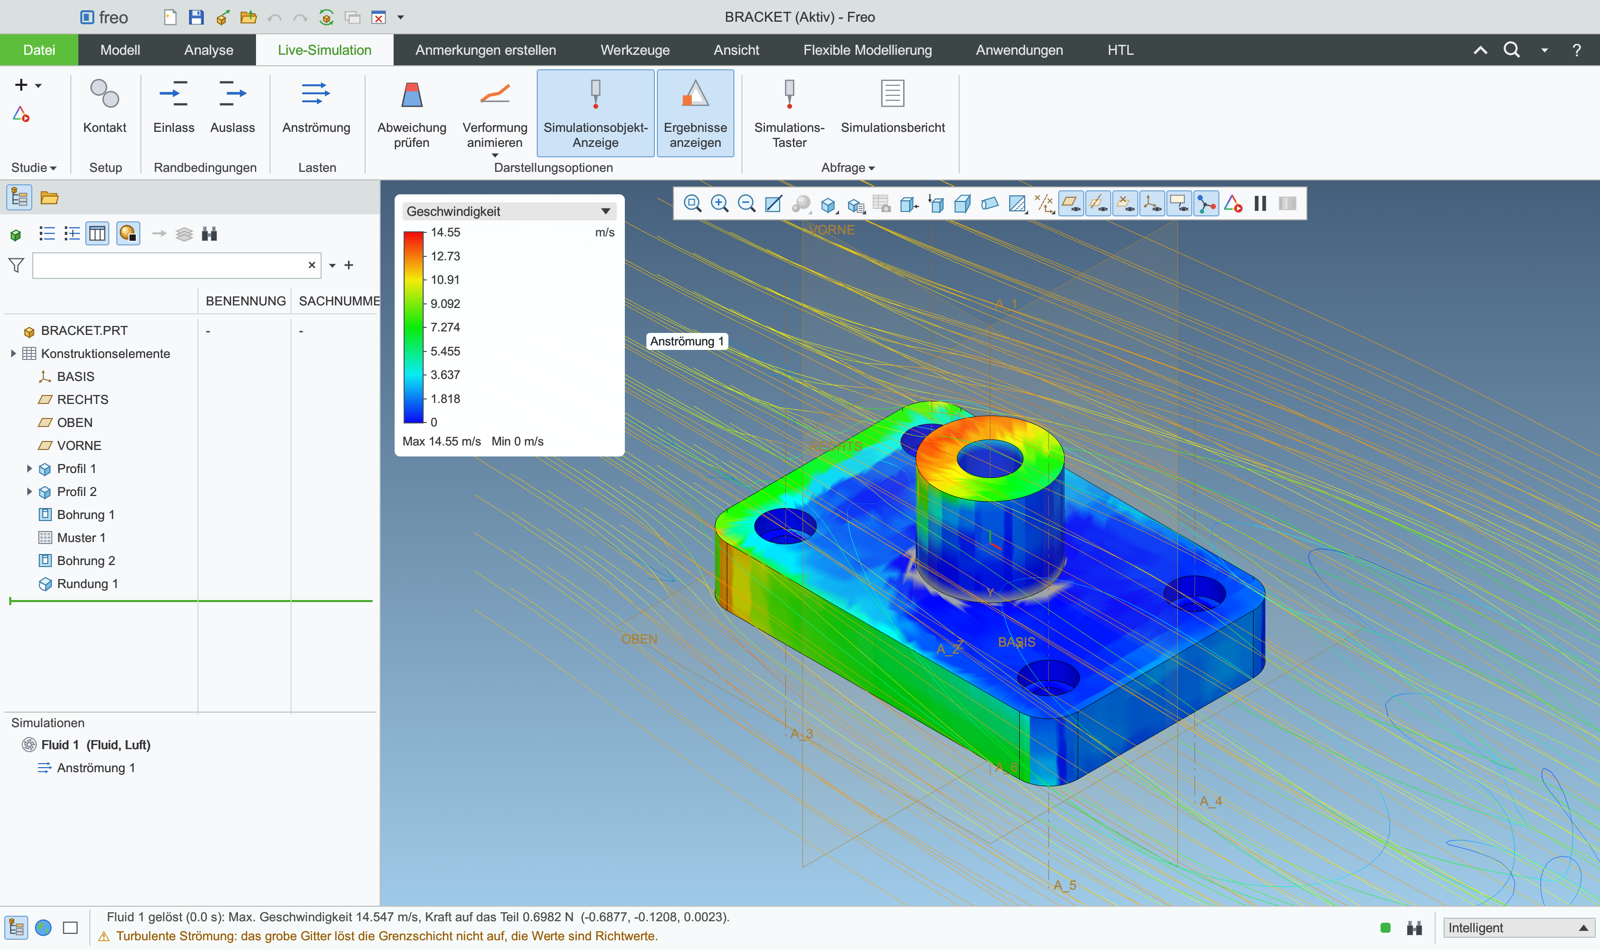 freo
BRACKET (Aktiv) - Freo
Datei
Modell
Analyse
Live-Simulation
Anmerkungen erstellen
Werkzeuge
Ansicht
Flexible Modellierung
Anwendungen
HTL
?
Kontakt
Einlass
Auslass
Anströmung
Abweichung
prüfen
Verformung
animieren
Simulationsobjekt-
Anzeige
Ergebnisse
anzeigen
Simulations-
Taster
Simulationsbericht
Studie
Setup
Randbedingungen
Lasten
Darstellungsoptionen
Abfrage
BENENNUNG
SACHNUMME
BRACKET.PRT
-
-
Konstruktionselemente
BASIS
RECHTS
OBEN
VORNE
Profil 1
Profil 2
Bohrung 1
Muster 1
Bohrung 2
Rundung 1
Simulationen
Fluid 1 (Fluid, Luft)
Anströmung 1
Geschwindigkeit
14.55
m/s
12.73
10.91
9.092
7.274
5.455
3.637
1.818
0
Max 14.55 m/s Min 0 m/s
VORNE
A_1
Anströmung 1
RECHTS
Y
OBEN
BASIS
A_2
Z
X
A_3
A_6
A_4
A_5
Fluid 1 gelöst (0.0 s): Max. Geschwindigkeit 14.547 m/s, Kraft auf das Teil 0.6982 N (-0.6877, -0.1208, 0.0023).
Turbulente Strömung: das grobe Gitter löst die Grenzschicht nicht auf, die Werte sind Richtwerte.
Intelligent